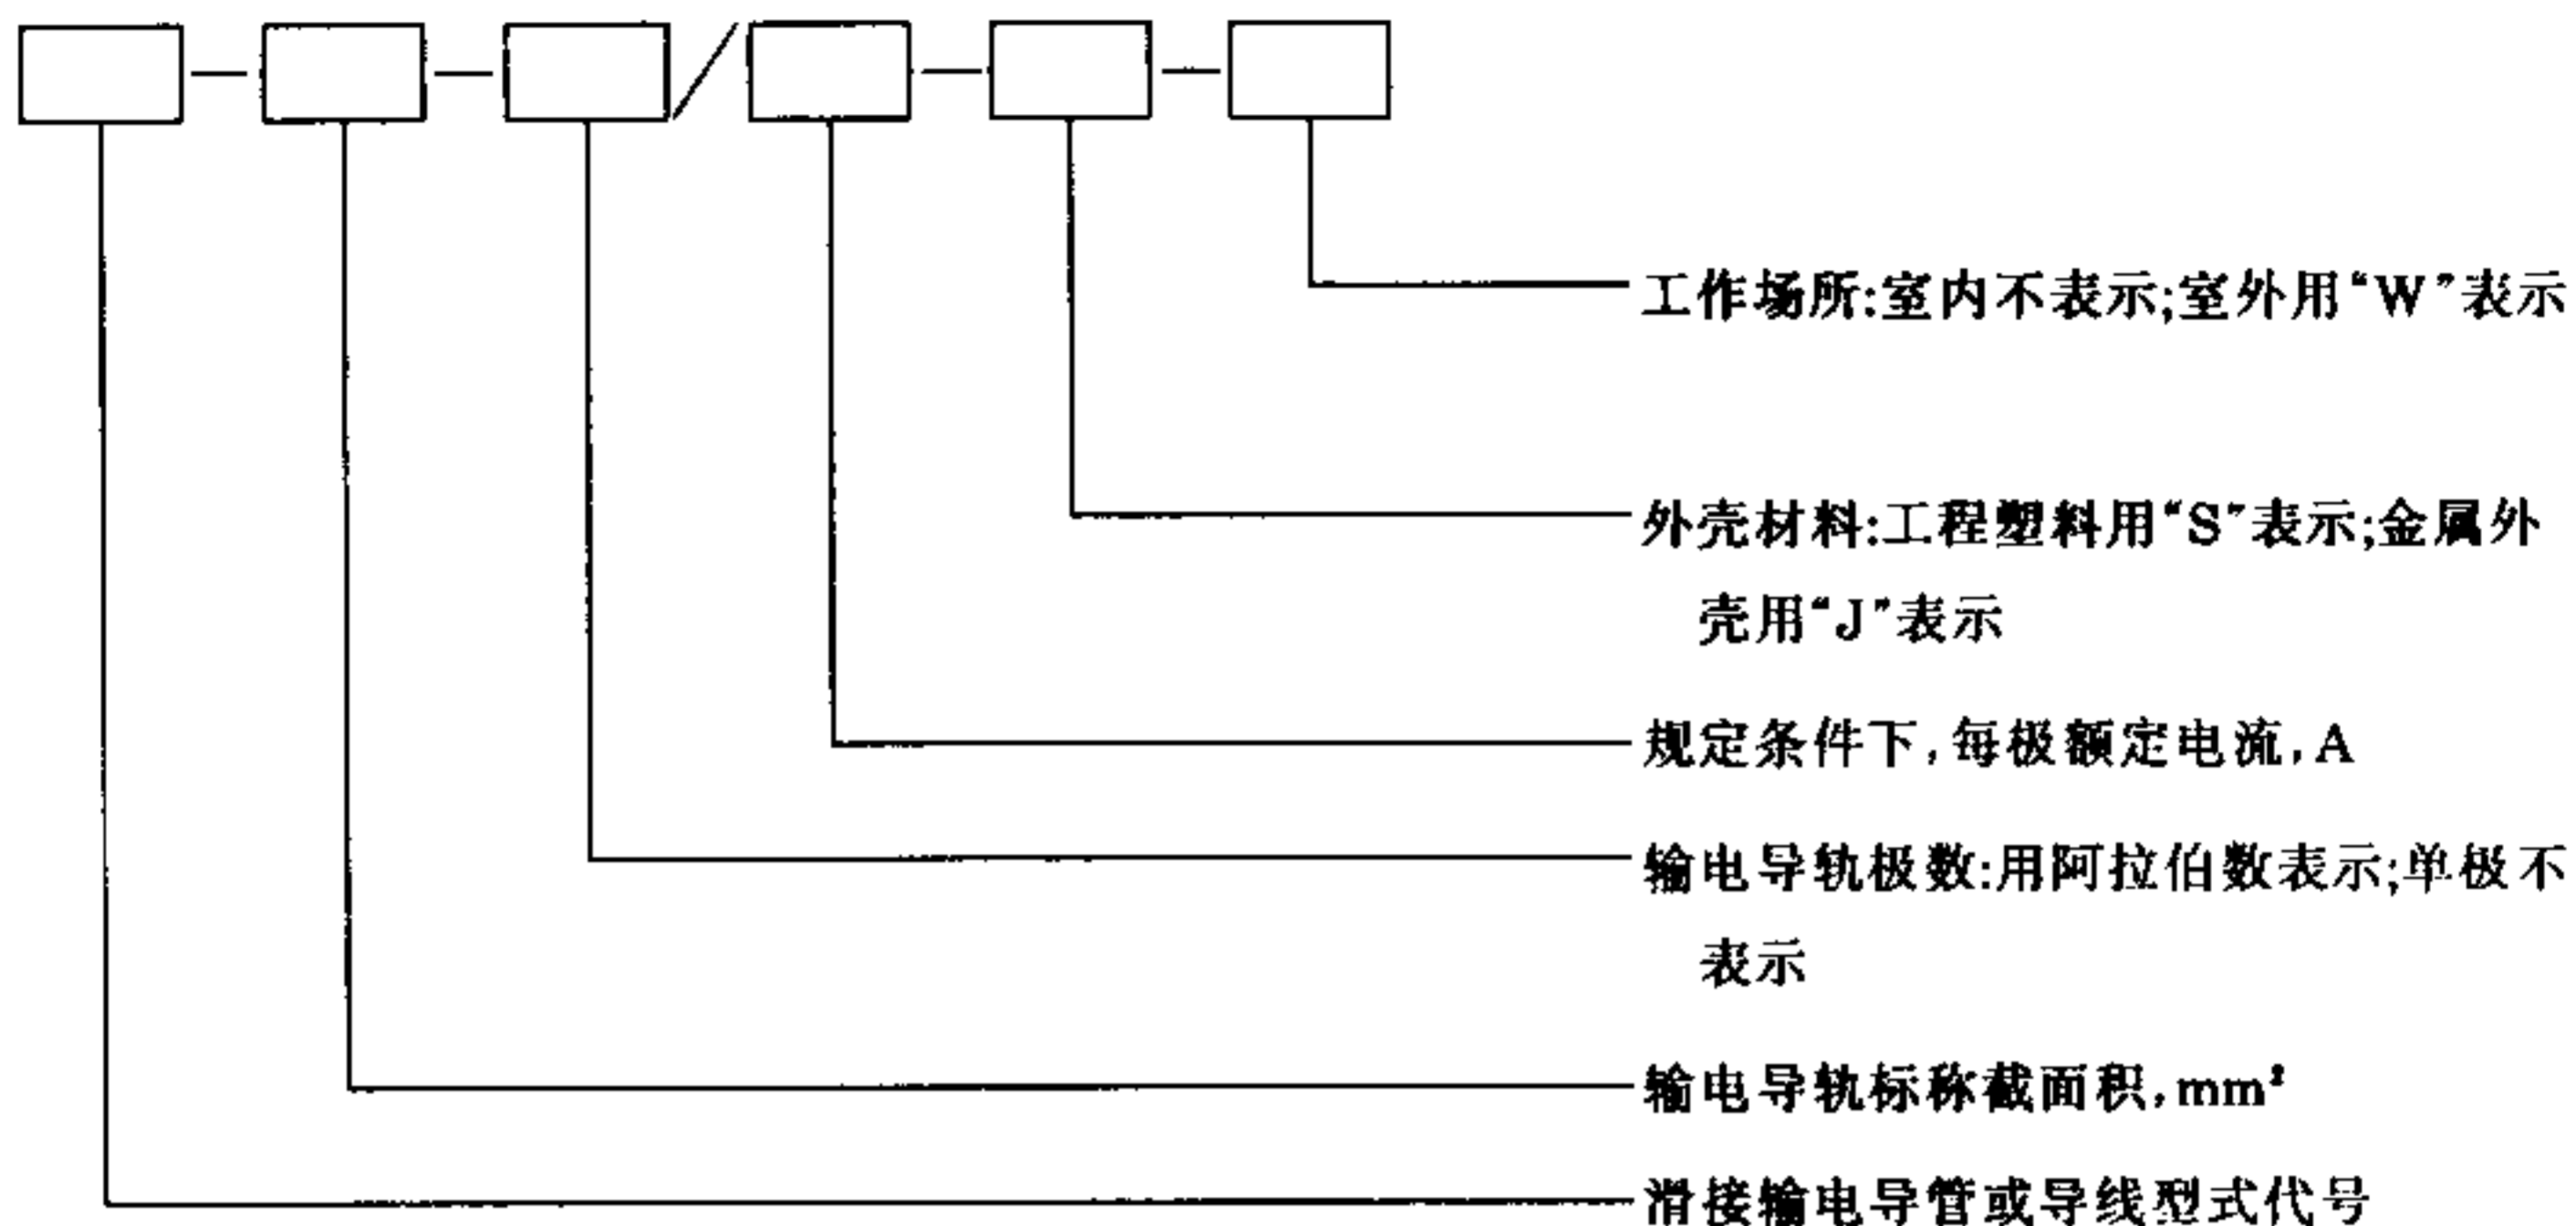 工作场所:室内不表示;室外用“W”表示
外壳材料:工程塑料用“S”表示;金属外
壳用“J”表示
规定条件下,每极额定电流,A
输电导轨极数:用阿拉伯数表示;单极不
表示
输电导轨标称截面积,mm²
滑接输电导管或导线型式代号